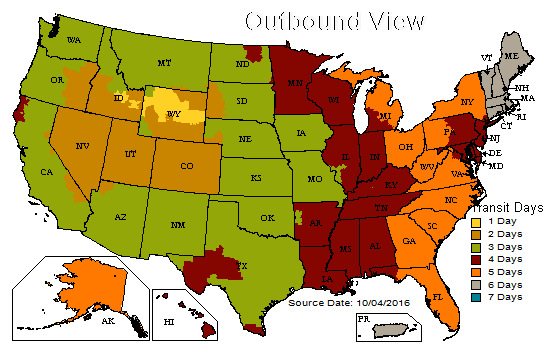 Outbound View
WA
MT
ND
MN
VT
ME
OR
ID
WY
SD
WI
MI
NY
NH
MA
RI
CT
NV
UT
CO
NE
IA
IL
IN
OH
PA
NJ
DE
MD
CA
KS
MO
KY
WV
VA
AZ
NM
OK
AR
TN
NC
TX
LA
MS
AL
GA
SC
FL
AK
HI
PR
Transit Days
1 Day
2 Days
3 Days
4 Days
5 Days
6 Days
7 Days
Source Date: 10/04/2016